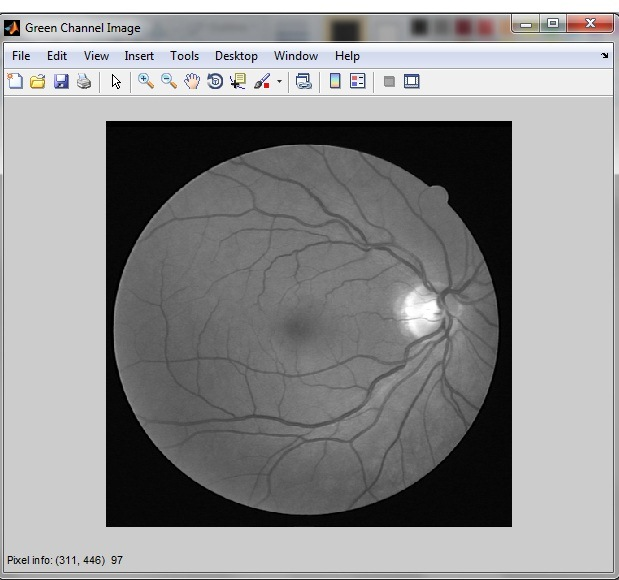 Green Channel Image
File Edit View Insert Tools Desktop Window Help
Pixel info: (311, 446) 97